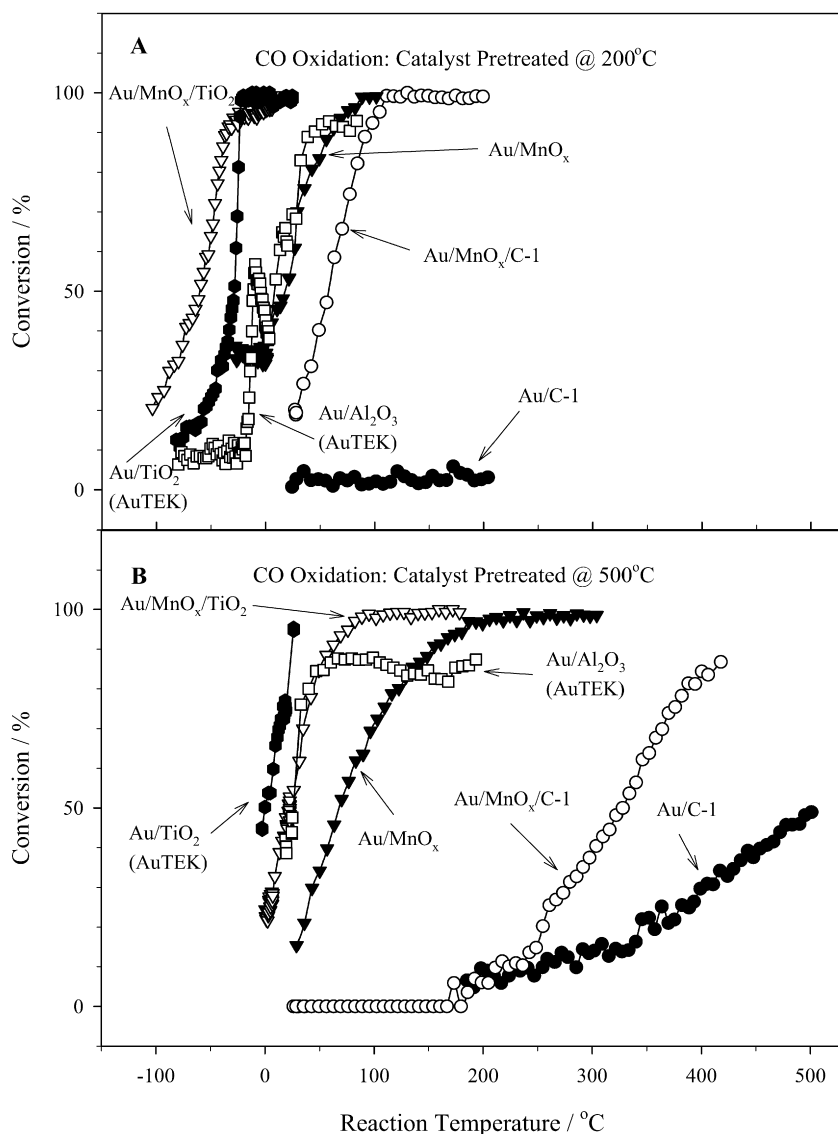 A
CO Oxidation: Catalyst Pretreated @ 200°C
Au/MnOₓ/TiO₂
100
Au/MnOₓ
Au/MnOₓ/C-1
Conversion / %
50
Au/C-1
Au/Al₂O₃
(AuTEK)
Au/TiO₂
(AuTEK)
0
B
CO Oxidation: Catalyst Pretreated @ 500°C
Au/MnOₓ/TiO₂
100
Au/Al₂O₃
(AuTEK)
Conversion / %
Au/MnOₓ/C-1
Au/C-1
50
Au/TiO₂
(AuTEK)
Au/MnOₓ
0
-100 0 100 200 300 400 500
Reaction Temperature / °C